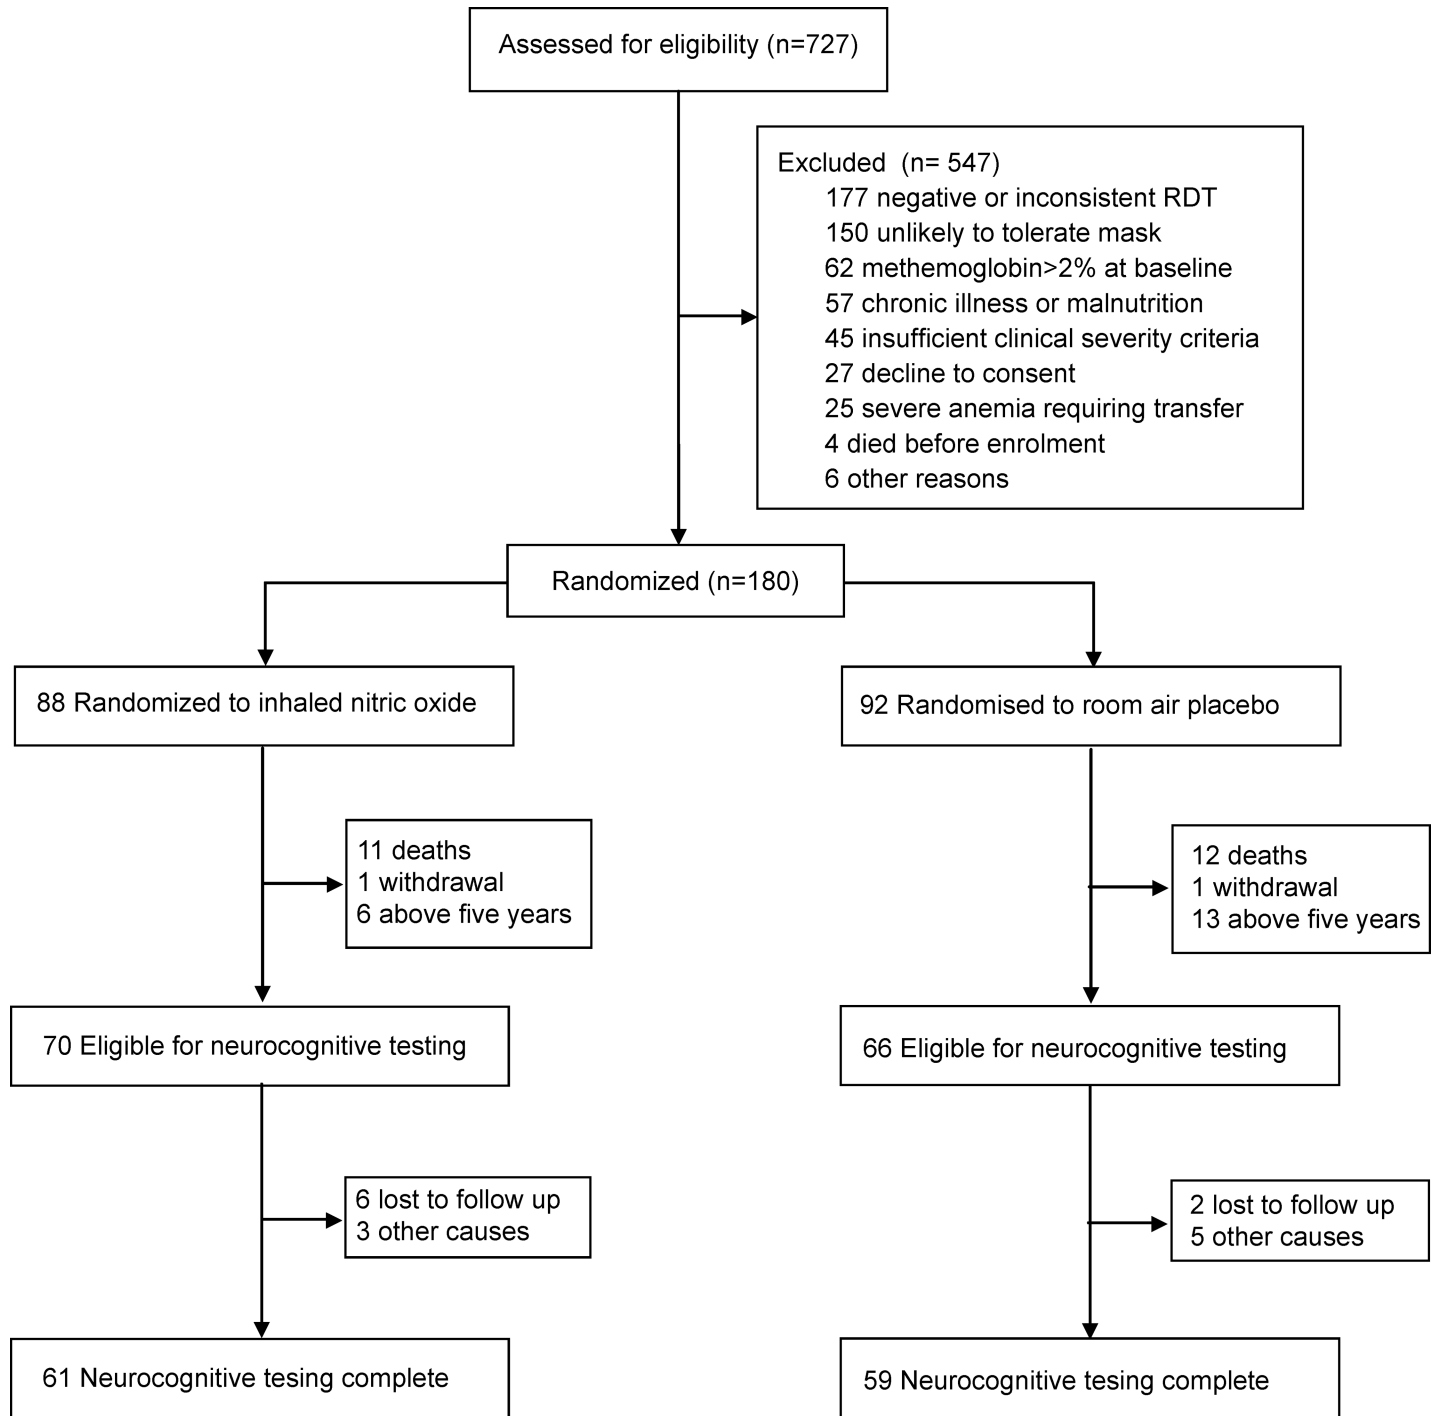 Assessed for eligibility (n=727)
Excluded (n= 547)
177 negative or inconsistent RDT
150 unlikely to tolerate mask
62 methemoglobin>2% at baseline
57 chronic illness or malnutrition
45 insufficient clinical severity criteria
27 decline to consent
25 severe anemia requiring transfer
4 died before enrolment
6 other reasons
Randomized (n=180)
88 Randomized to inhaled nitric oxide
92 Randomised to room air placebo
11 deaths
1 withdrawal
6 above five years
12 deaths
1 withdrawal
13 above five years
70 Eligible for neurocognitive testing
66 Eligible for neurocognitive testing
6 lost to follow up
3 other causes
2 lost to follow up
5 other causes
61 Neurocognitive tesing complete
59 Neurocognitive tesing complete